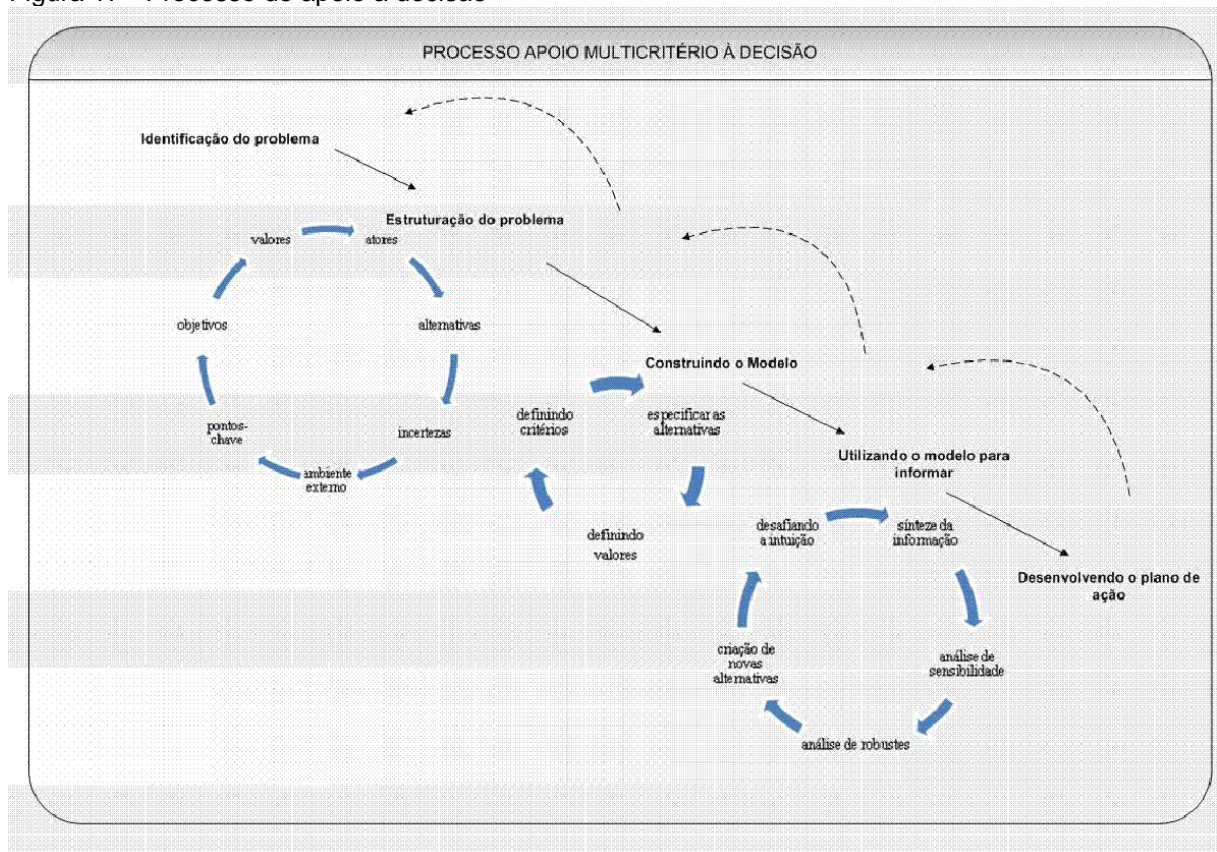 PROCESSO APOIO MULTICRITÉRIO À DECISÃO
Identificação do problema
Estruturação do problema
valores
atores
objetivos
alternativas
pontos-
chave
incertezas
ambiente
externo
Construindo o Modelo
definindo
critérios
especificar as
alternativas
definindo
valores
Utilizando o modelo para
informar
desafiando
a intuição
sínteze da
informação
criação de
novas
alternativas
análise de
sensibilidade
análise de robustes
Desenvolvendo o plano de
ação